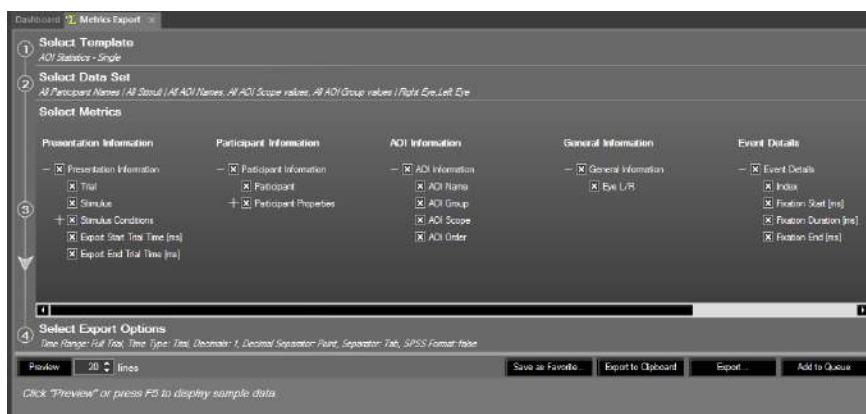 Dashboard Metrics Export
1 Select Template
AOI Statistics - Single
2 Select Data Set
All Participant Names | All Stimuli | All AOI Names, All AOI Scope values, All AOI Group values | Right Eye, Left Eye
Select Metrics
Presentation Information Participant Information AOI Information General Information Event Details
Presentation Information Participant Information AOI Information General Information Event Details
Trial Participant AOI Name Eye L/R Index
Stimulus Participant Properties AOI Group Fixation Start [ms]
3 Stimulus Conditions AOI Scope Fixation Duration [ms]
Export Start Trial Time [ms] AOI Order Fixation End [ms]
Export End Trial Time [ms]
4 Select Export Options
Time Range: Full Trial, Time Type: Trial, Decimals: 1, Decimal Separator: Point, Separator: Tab, SPSS Format: false
Preview 20 lines Save as Favorite... Export to Clipboard Export... Add to Queue
Click "Preview" or press F5 to display sample data